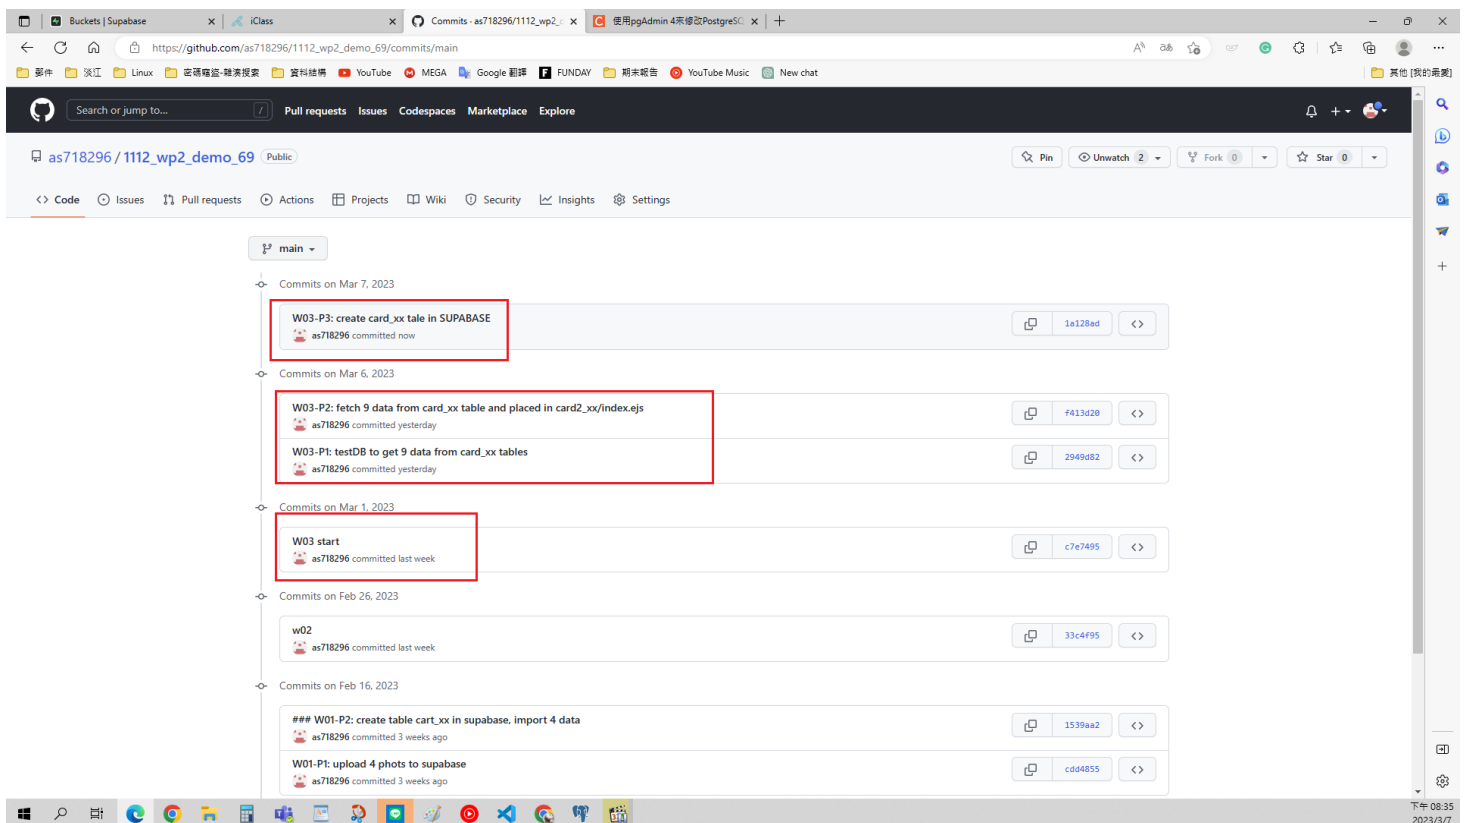 Buckets | Supabase
iClass
Commits · as718296/1112_wp2_
使用pgAdmin 4來修改PostgreSQ
https://github.com/as718296/1112_wp2_demo_69/commits/main
郵件 淡江 Linux 資料結構 YouTube MEGA Google 翻譯 FUNDAY 期末報告 YouTube Music New chat
其他 [我的最愛]
Search or jump to... /
Pull requests Issues Codespaces Marketplace Explore
as718296 / 1112_wp2_demo_69 Public
Pin Unwatch 2 Fork 0 Star 0
Code Issues Pull requests Actions Projects Wiki Security Insights Settings
main
Commits on Mar 7, 2023
W03-P3: create card_xx tale in SUPABASE
as718296 committed now
1a128ad
Commits on Mar 6, 2023
W03-P2: fetch 9 data from card_xx table and placed in card2_xx/index.ejs
as718296 committed yesterday
f413d20
W03-P1: testDB to get 9 data from card_xx tables
as718296 committed yesterday
2949d82
Commits on Mar 1, 2023
W03 start
as718296 committed last week
c7e7495
Commits on Feb 26, 2023
w02
as718296 committed last week
33c4f95
Commits on Feb 16, 2023
### W01-P2: create table cart_xx in supabase, import 4 data
as718296 committed 3 weeks ago
1539aa2
W01-P1: upload 4 phots to supabase
as718296 committed 3 weeks ago
cdd4855
下午 08:35
2023/3/7